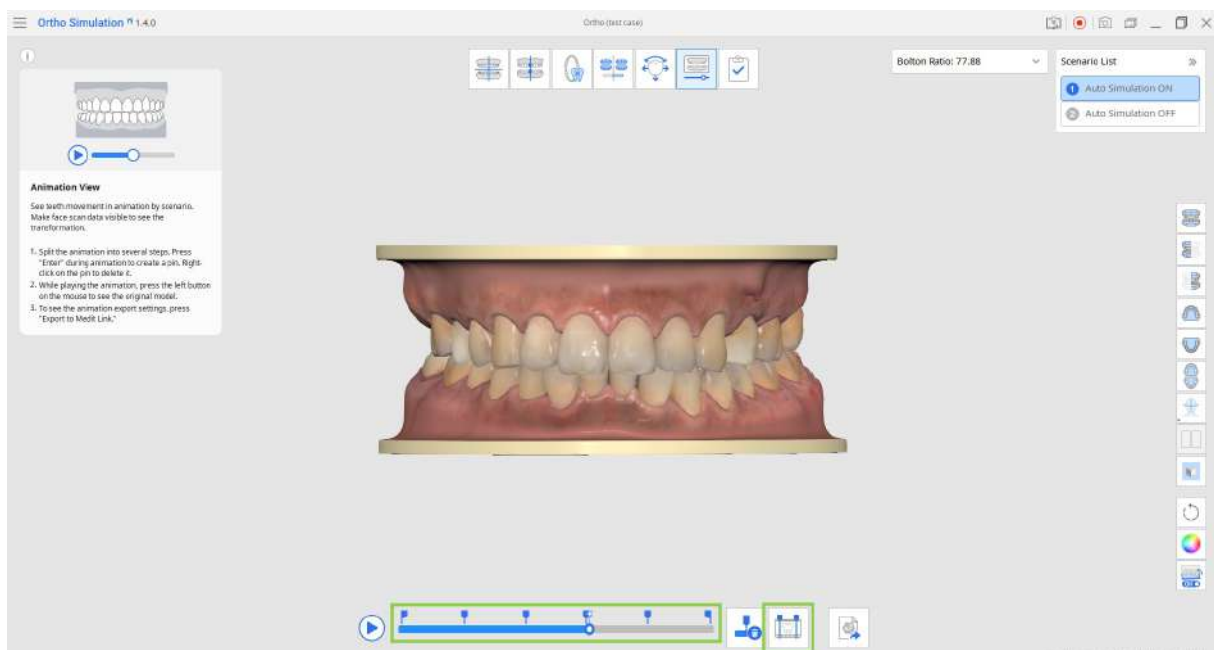 Ortho Simulation 1.4.0
Ortho (test case)
Bolton Ratio: 77.88
Scenario List
1 Auto Simulation ON
2 Auto Simulation OFF
Animation View
See teeth movement in animation by scenario.
Make face scan data visible to see the
transformation.
1. Split the animation into several steps. Press
"Enter" during animation to create a pin. Right-
click on the pin to delete it.
2. While playing the animation, press the left button
on the mouse to see the original model.
3. To see the animation export settings, press
"Export to Medit Link."